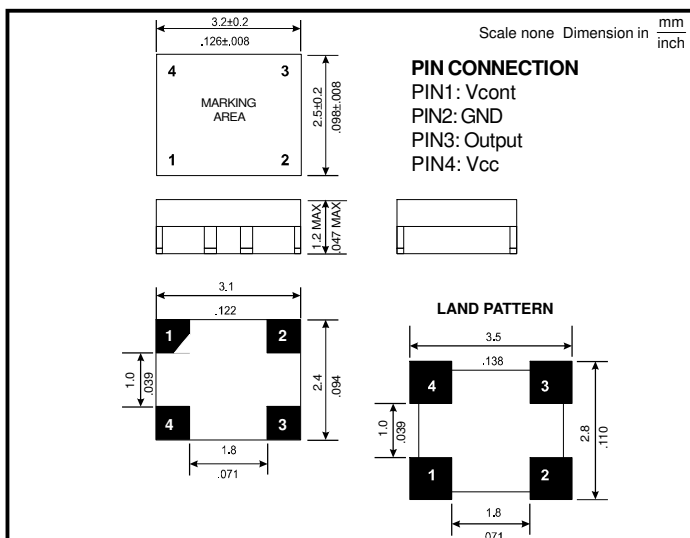 3.2±0.2
.126±.008
Scale none Dimension in mm
inch
4 3
MARKING
AREA
1 2
2.5±0.2
.098±.008
PIN CONNECTION
PIN1: Vcont
PIN2: GND
PIN3: Output
PIN4: Vcc
1.2 MAX
.047 MAX
3.1
.122
1 2
1.0
.039
2.4
.094
4 3
1.8
.071
LAND PATTERN
3.5
.138
4 3
1.0
.039
2.8
.110
1 2
1.8
.071